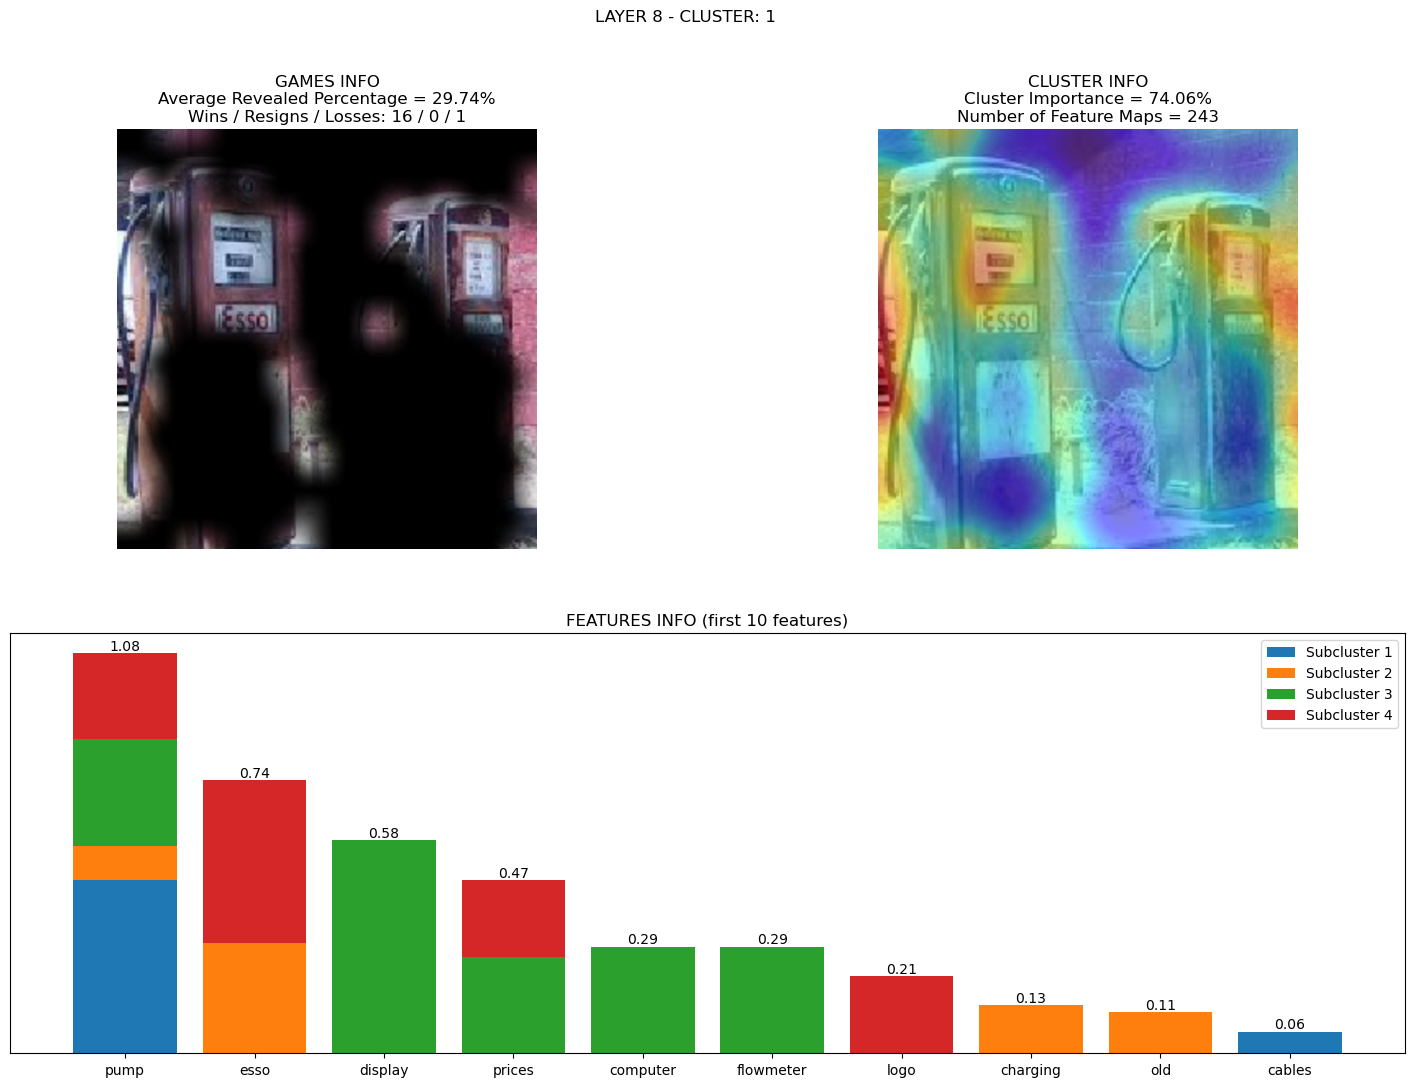 LAYER 8 - CLUSTER: 1
GAMES INFO
Average Revealed Percentage = 29.74%
Wins / Resigns / Losses: 16 / 0 / 1
CLUSTER INFO
Cluster Importance = 74.06%
Number of Feature Maps = 243
ESSO
ESSO
FEATURES INFO (first 10 features)
1.08
0.74
0.58
0.47
0.29
0.29
0.21
0.13
0.11
0.06
Subcluster 1
Subcluster 2
Subcluster 3
Subcluster 4
pump
esso
display
prices
computer
flowmeter
logo
charging
old
cables